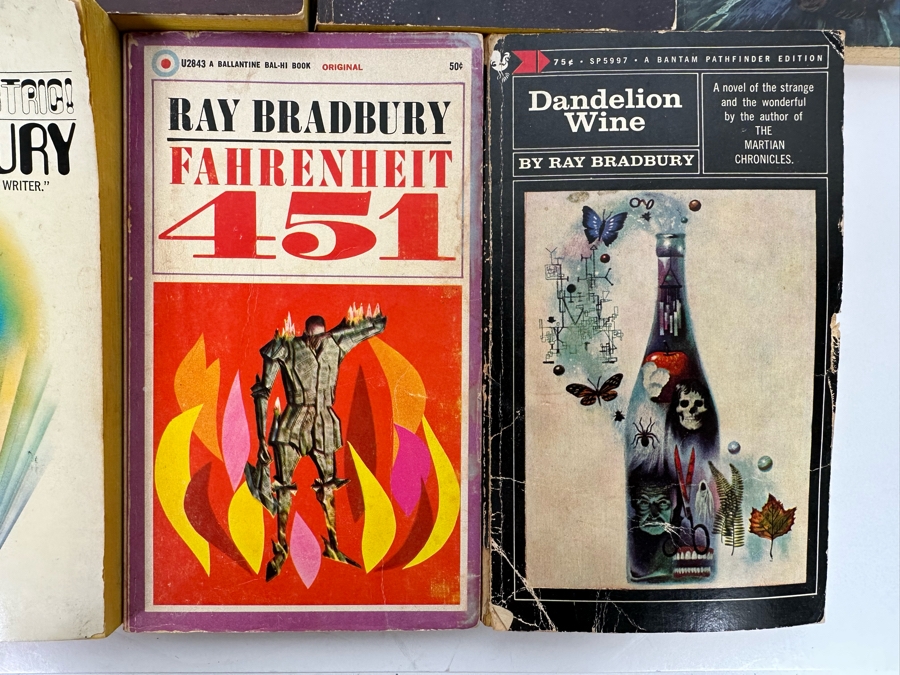 TRIC!
URY
WRITER."
U2843 A BALLANTINE BAL-HI BOOK ORIGINAL 50¢
RAY BRADBURY
FAHRENHEIT
451
75¢ • SP5997 • A BANTAM PATHFINDER EDITION
Dandelion
Wine
BY RAY BRADBURY
A novel of the strange
and the wonderful
by the author of
THE
MARTIAN
CHRONICLES.